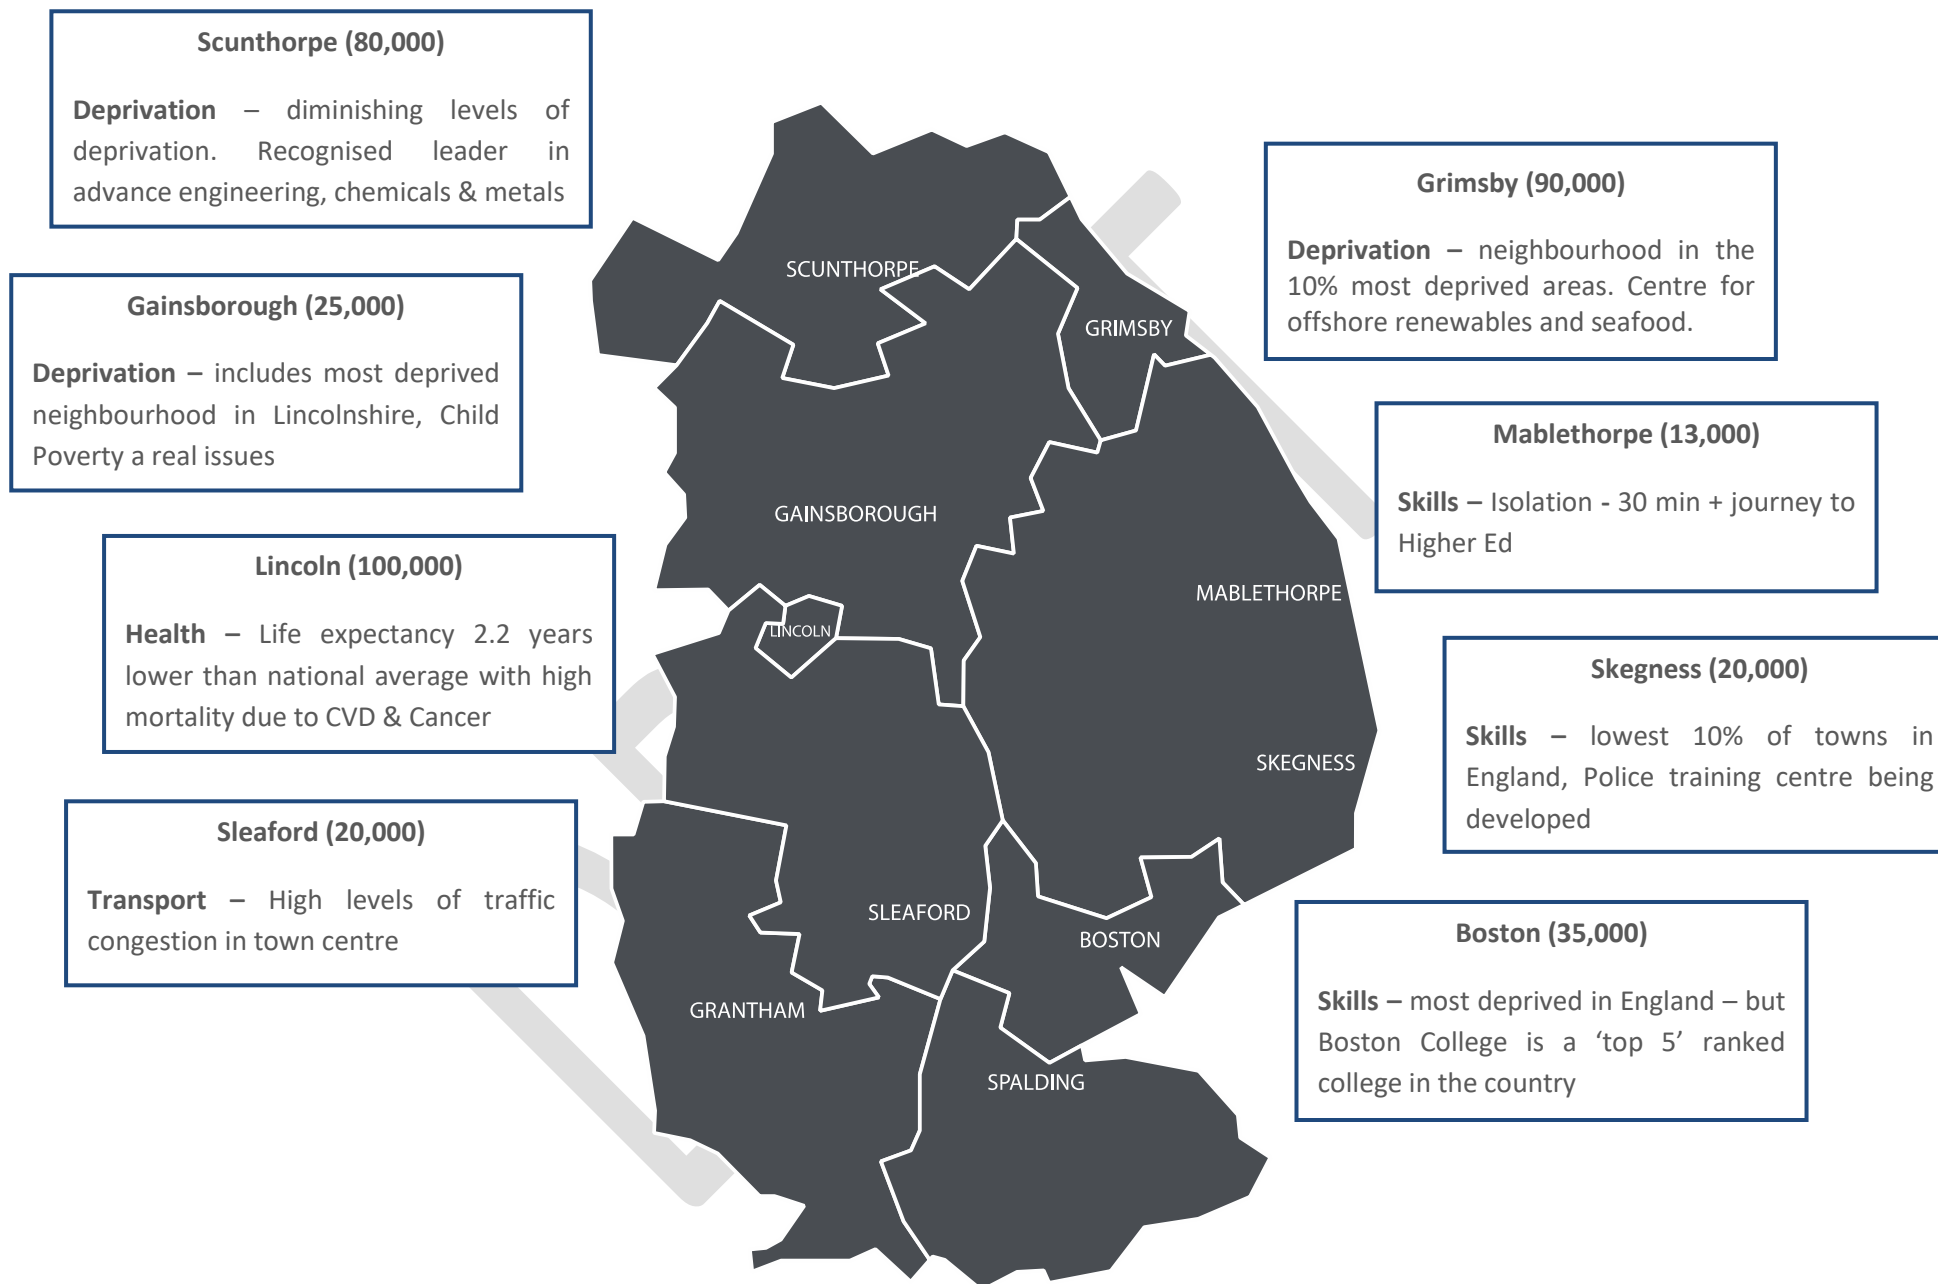 Scunthorpe (80,000)
Deprivation – diminishing levels of
deprivation. Recognised leader in
advance engineering, chemicals & metals
Gainsborough (25,000)
Deprivation – includes most deprived
neighbourhood in Lincolnshire, Child
Poverty a real issues
Lincoln (100,000)
Health – Life expectancy 2.2 years
lower than national average with high
mortality due to CVD & Cancer
Sleaford (20,000)
Transport – High levels of traffic
congestion in town centre
SCUNTHORPE
GRIMSBY
GAINSBOROUGH
MABLETHORPE
LINCOLN
SKEGNESS
SLEAFORD
BOSTON
GRANTHAM
SPALDING
Grimsby (90,000)
Deprivation – neighbourhood in the
10% most deprived areas. Centre for
offshore renewables and seafood.
Mablethorpe (13,000)
Skills – Isolation - 30 min + journey to
Higher Ed
Skegness (20,000)
Skills – lowest 10% of towns in
England, Police training centre being
developed
Boston (35,000)
Skills – most deprived in England – but
Boston College is a ‘top 5’ ranked
college in the country